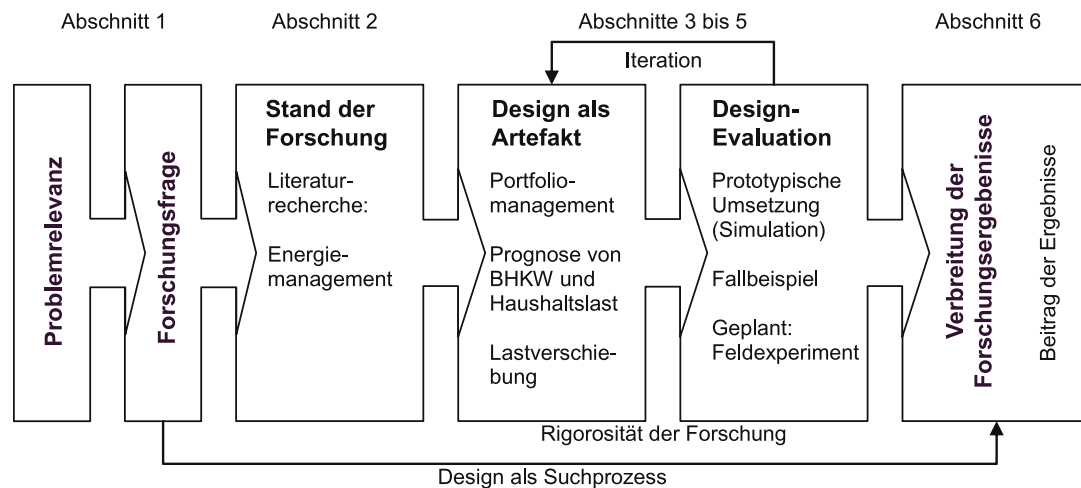 Abschnitt 1
Abschnitt 2
Abschnitte 3 bis 5
Abschnitt 6
Iteration
Problemrelevanz
Forschungsfrage
Stand der
Forschung
Literatur-
recherche:
Energie-
management
Design als
Artefakt
Portfolio-
management
Prognose von
BHKW und
Haushaltslast
Lastverschie-
bung
Design-
Evaluation
Prototypische
Umsetzung
(Simulation)
Fallbeispiel
Geplant:
Feldexperiment
Verbreitung der
Forschungsergebenisse
Beitrag der Ergebnisse
Rigorosität der Forschung
Design als Suchprozess